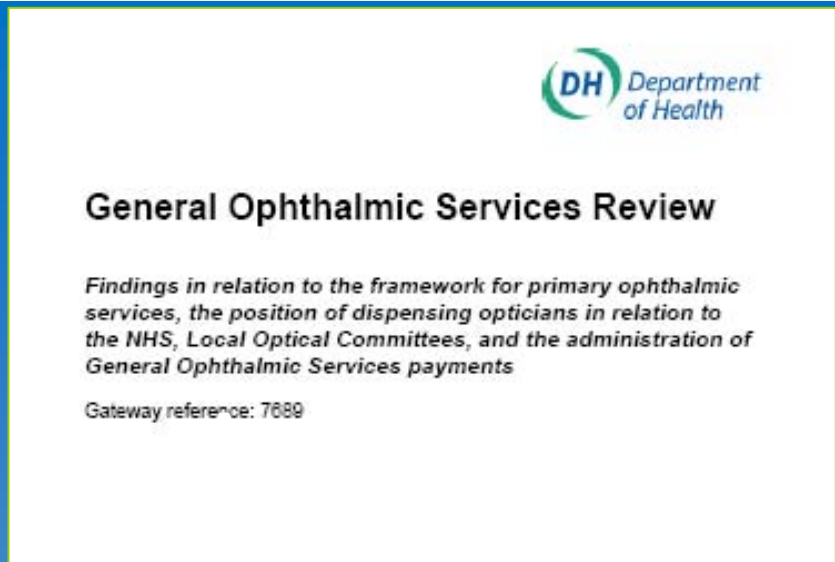 DH Department
of Health
General Ophthalmic Services Review
Findings in relation to the framework for primary ophthalmic
services, the position of dispensing opticians in relation to
the NHS, Local Optical Committees, and the administration of
General Ophthalmic Services payments
Gateway reference: 7689